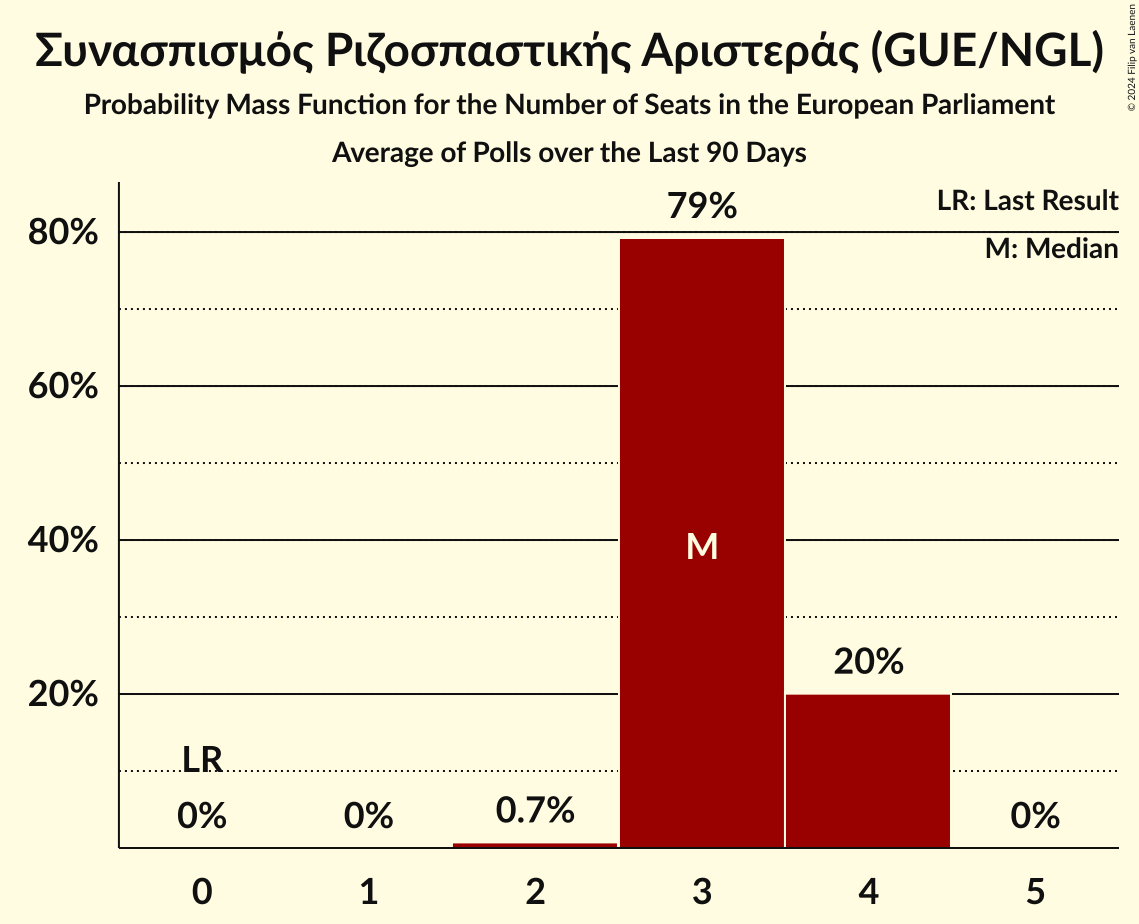 Συνασπισμός Ριζοσπαστικής Αριστεράς (GUE/NGL)
Probability Mass Function for the Number of Seats in the European Parliament
Average of Polls over the Last 90 Days
© 2024 Filip van Laenen
LR: Last Result
M: Median
79%
80%
60%
40%
M
20%
20%
LR
0%
0%
0.7%
0%
0
1
2
3
4
5